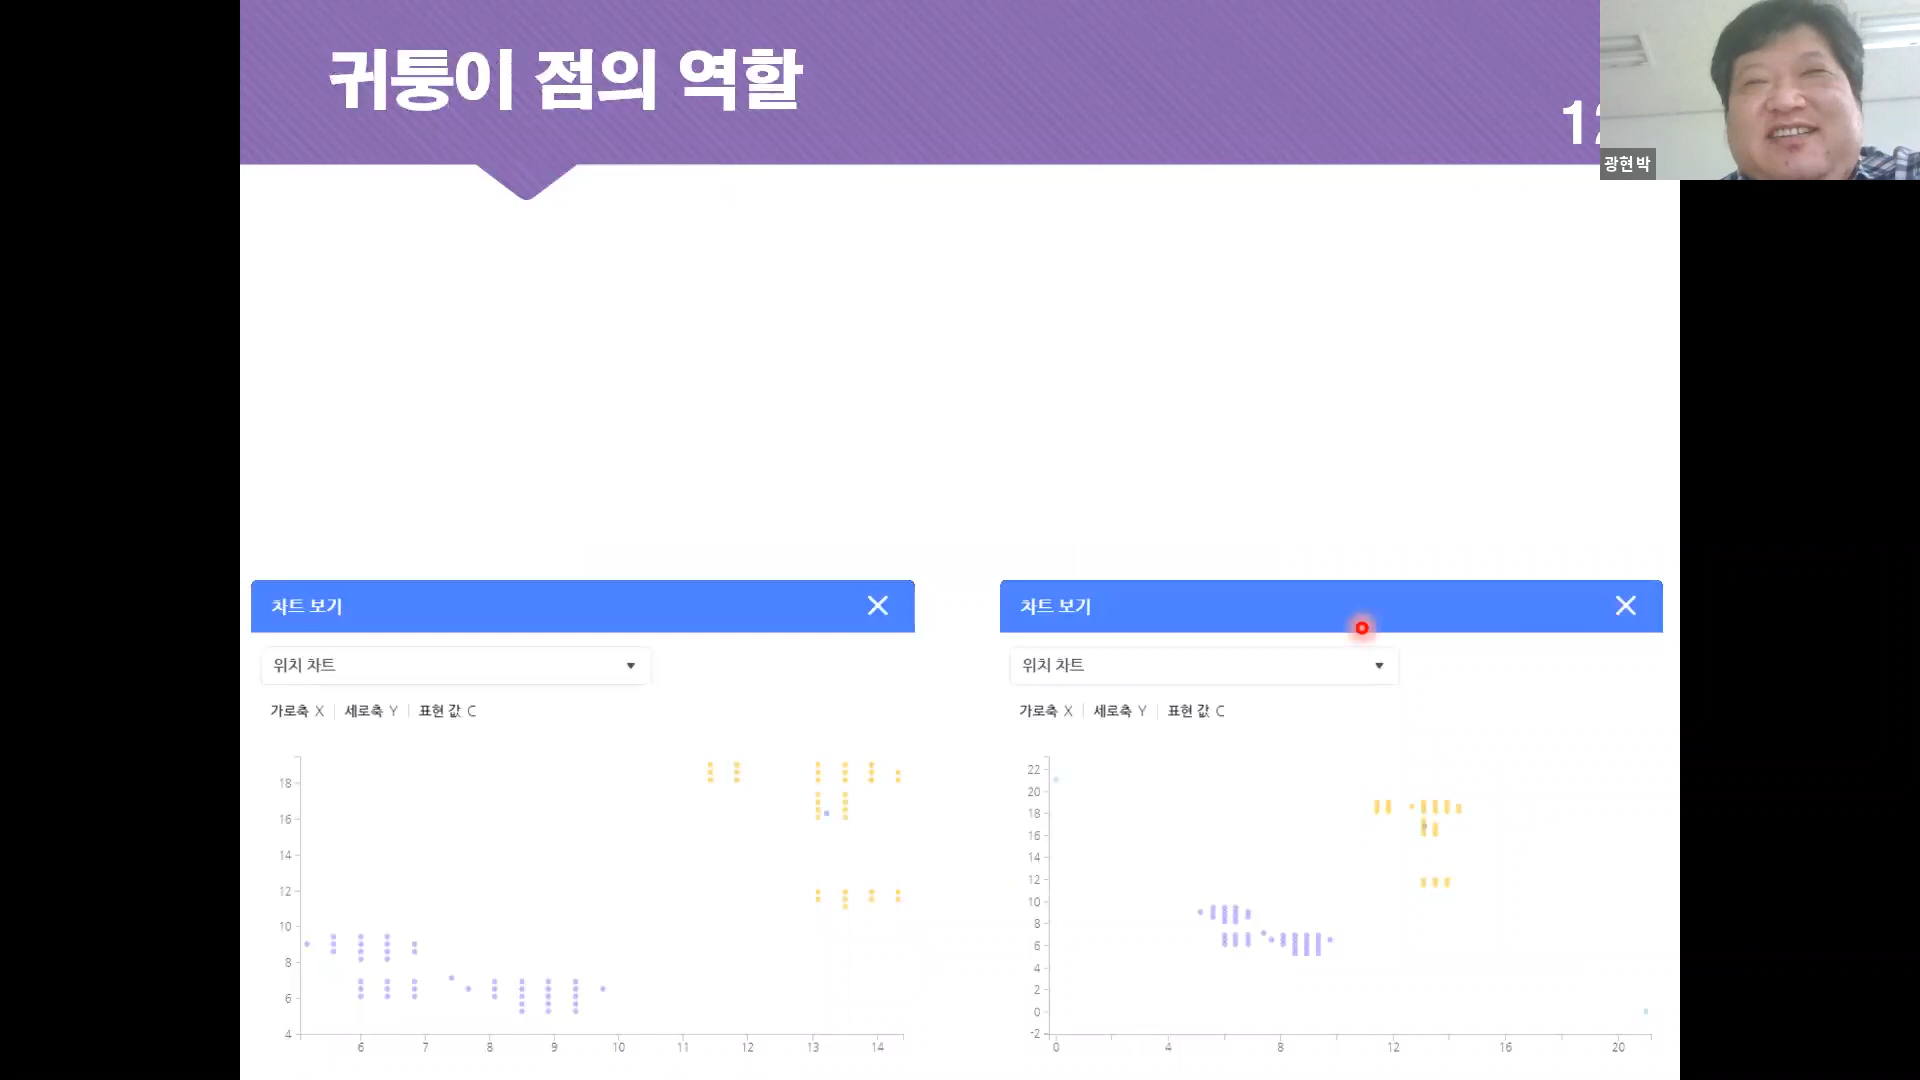 귀퉁이 점의 역할
광현 박
차트 보기
위치 차트
가로축 X | 세로축 Y | 표현 값 C
18
16
14
12
10
8
6
4
6 7 8 9 10 11 12 13 14
차트 보기
위치 차트
가로축 X | 세로축 Y | 표현 값 C
22
20
18
16
14
12
10
8
6
4
2
0
-2
0 4 8 12 16 20